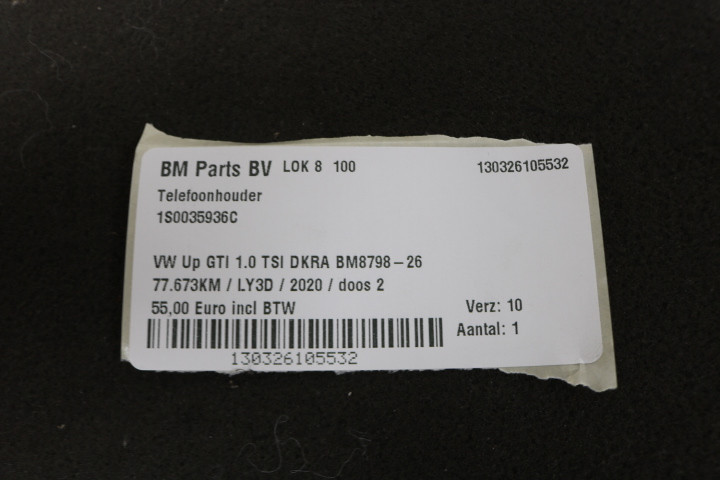 BM Parts BV LOK 8 100 130326105532
Telefoonhouder
1S0035936C
VW Up GTI 1.0 TSI DKRA BM8798-26
77.673KM / LY3D / 2020 / doos 2
55,00 Euro incl BTW Verz: 10
Aantal: 1
130326105532